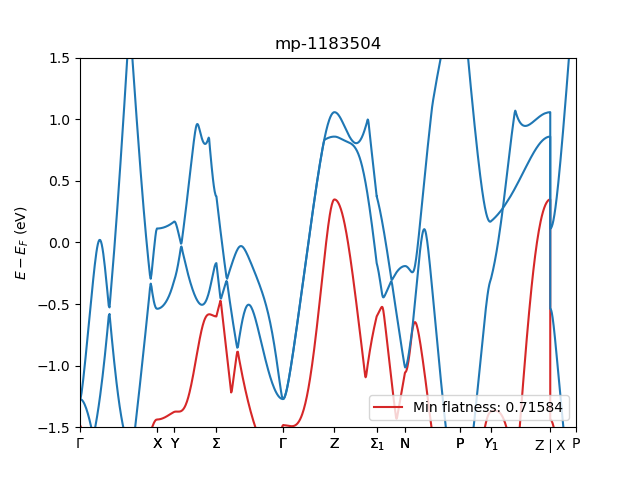 mp-1183504
E − E_F (eV)
1.5
1.0
0.5
0.0
−0.5
−1.0
−1.5
Min flatness: 0.71584
Γ X Y Σ Γ Z Σ₁ N P Y₁ Z | X P